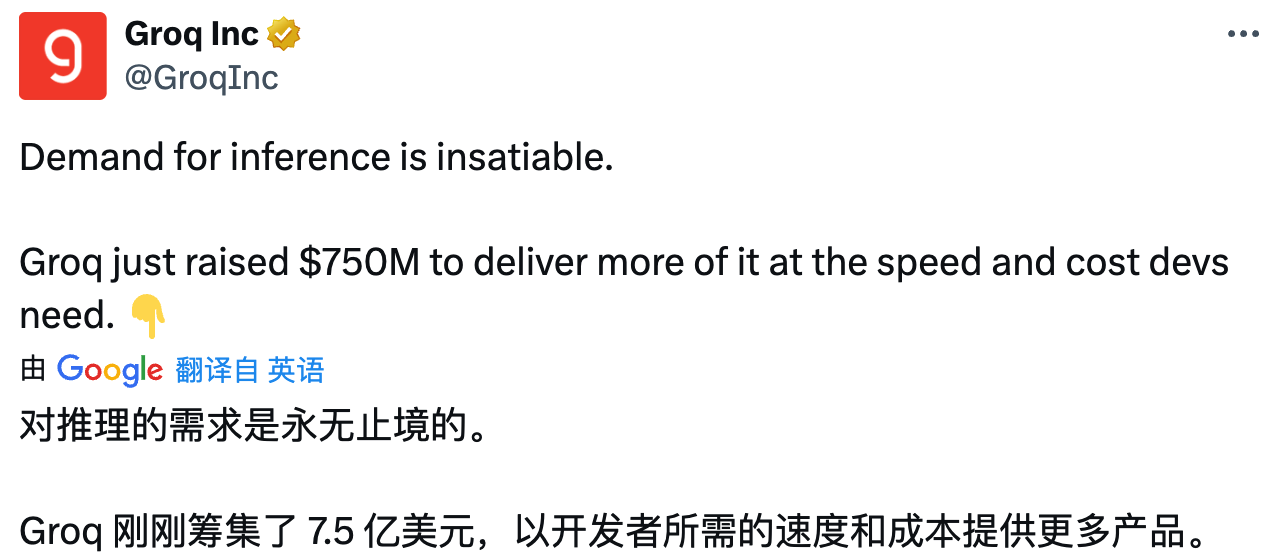 Groq Inc
@GroqInc
Demand for inference is insatiable.
Groq just raised $750M to deliver more of it at the speed and cost devs
need. 👇
由 Google 翻译自 英语
对推理的需求是永无止境的。
Groq 刚刚筹集了 7.5 亿美元，以开发者所需的速度和成本提供更多产品。